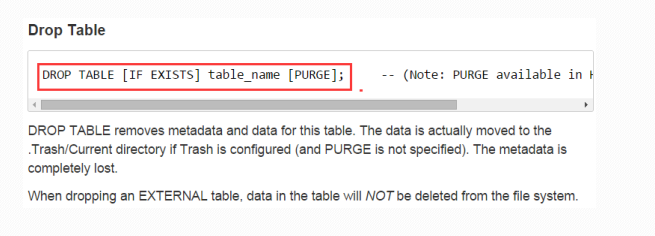 Drop Table
DROP TABLE [IF EXISTS] table_name [PURGE];     -- (Note: PURGE available in
DROP TABLE removes metadata and data for this table. The data is actually moved to the
.Trash/Current directory if Trash is configured (and PURGE is not specified). The metadata is
completely lost.
When dropping an EXTERNAL table, data in the table will NOT be deleted from the file system.